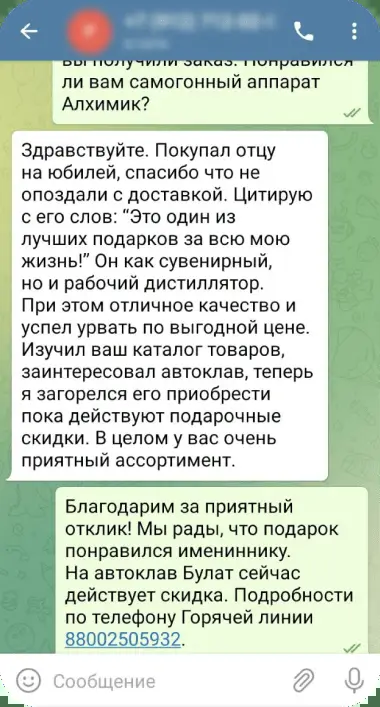 вы получили заказ. Понравился
ли вам самогонный аппарат
Алхимик?
Здравствуйте. Покупал отцу
на юбилей, спасибо что не
опоздали с доставкой. Цитирую
с его слов: “Это один из
лучших подарков за всю мою
жизнь!” Он как сувенирный,
но и рабочий дистиллятор.
При этом отличное качество и
успел урвать по выгодной цене.
Изучил ваш каталог товаров,
заинтересовал автоклав, теперь
я загорелся его приобрести
пока действуют подарочные
скидки. В целом у вас очень
приятный ассортимент.
Благодарим за приятный
отклик! Мы рады, что подарок
понравился имениннику.
На автоклав Булат сейчас
действует скидка. Подробности
по телефону Горячей линии
88002505932.
Сообщение